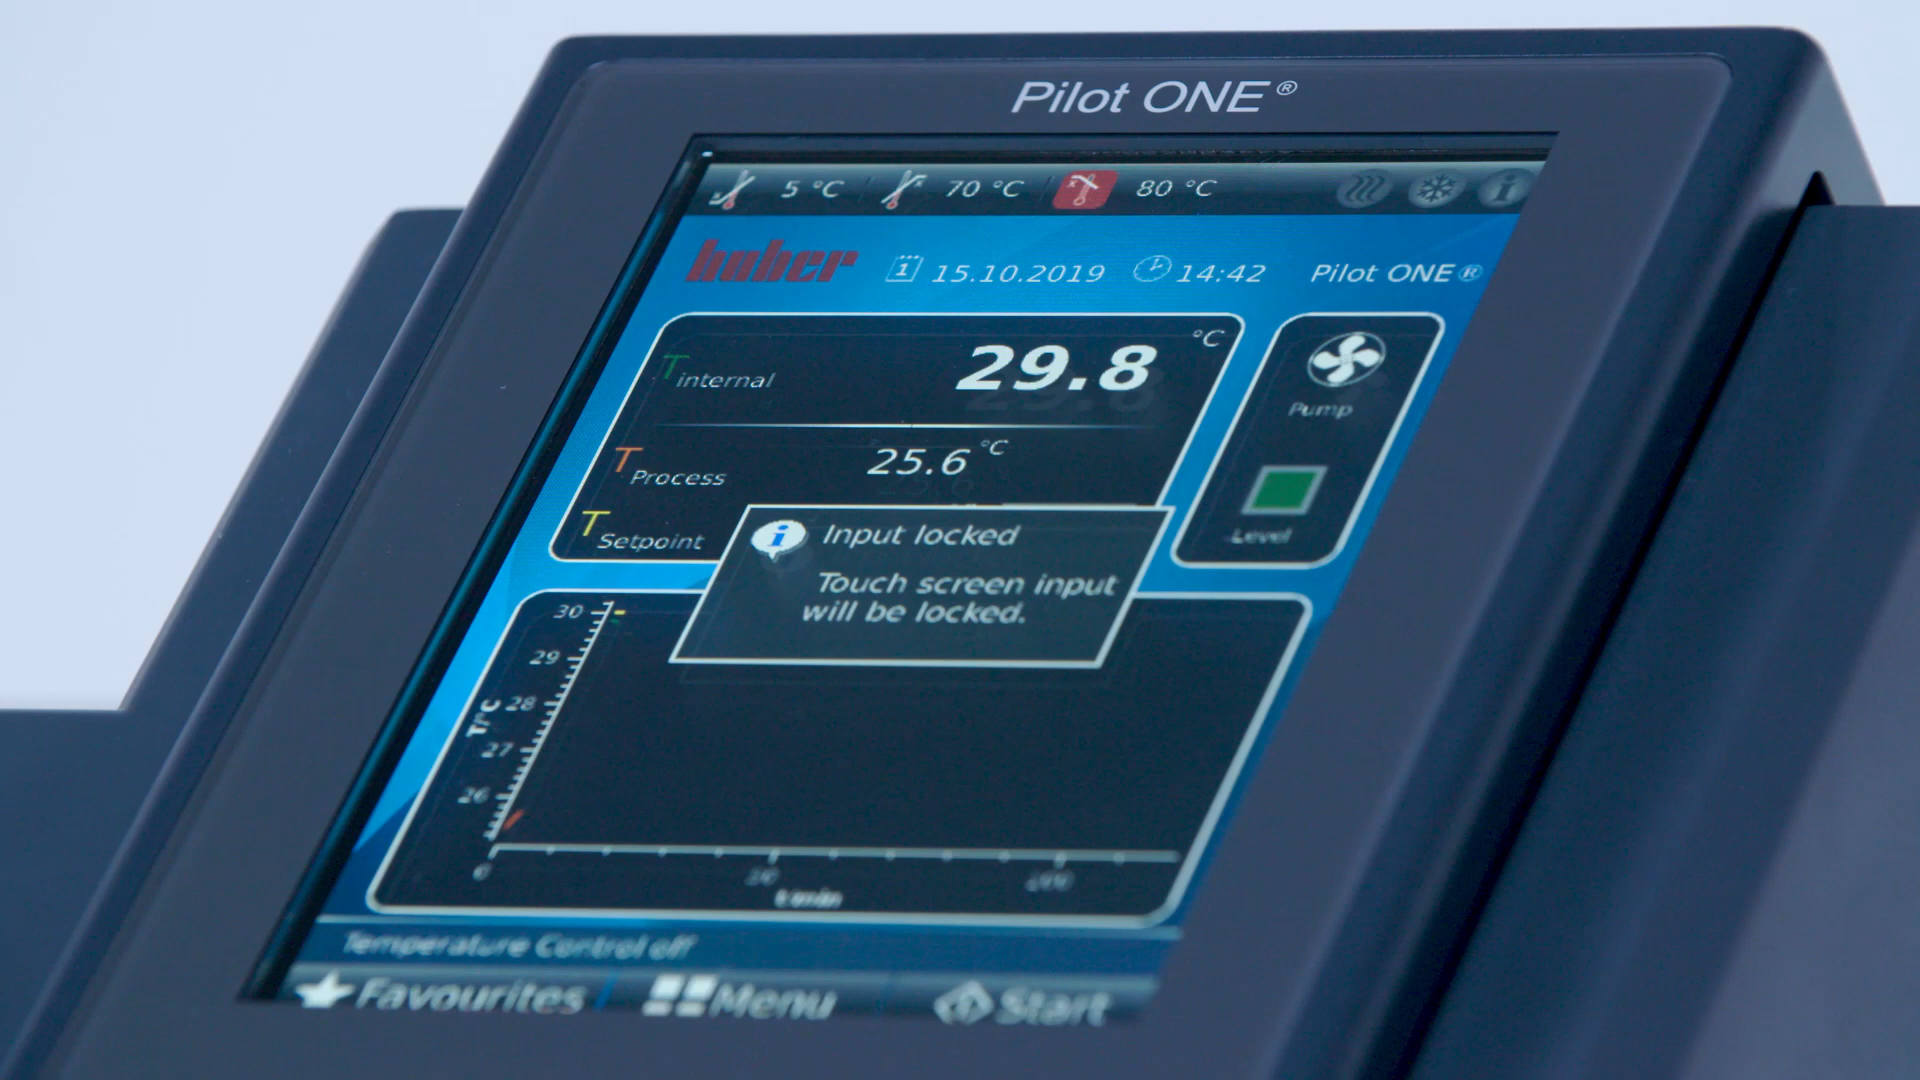 Pilot ONE®
5 °C 70 °C 80 °C
huber 1 15.10.2019 14:42 Pilot ONE®
°C
T internal 29.8
Pump
T Process 25.6 °C
T Setpoint
Level
i Input locked
Touch screen input
will be locked.
30
29
28
T/°C
27
26
0
t/min
Temperature Control off
Favourites Menu Start